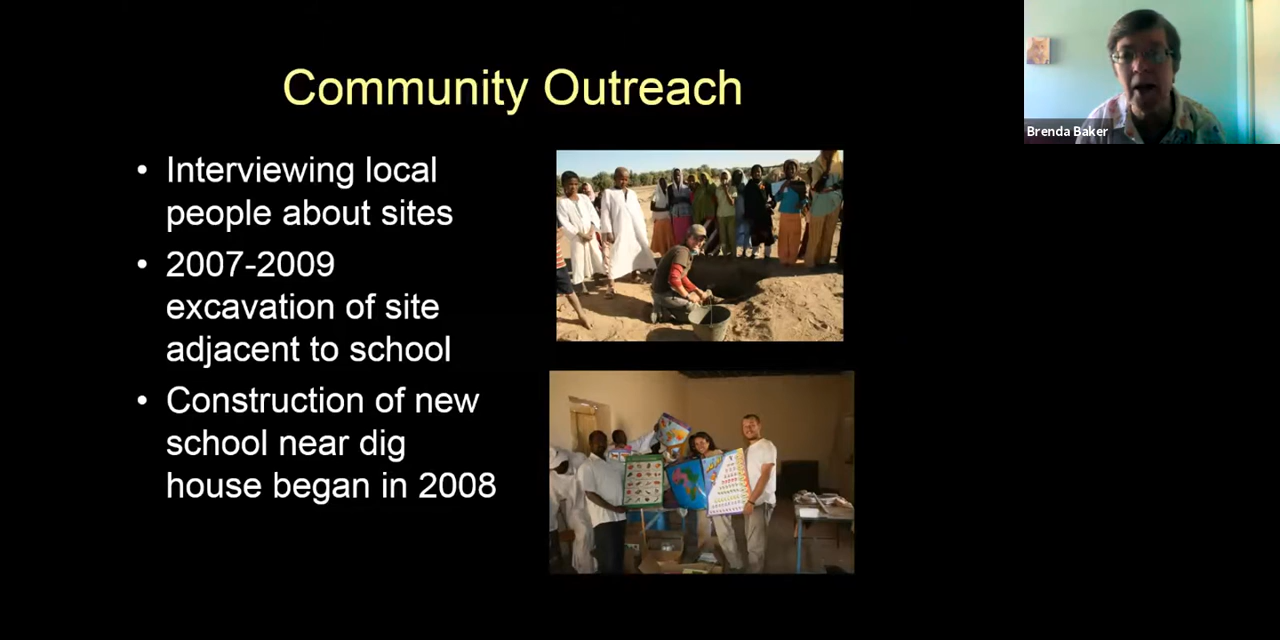 Community Outreach
Brenda Baker
• Interviewing local
people about sites
• 2007-2009
excavation of site
adjacent to school
• Construction of new
school near dig
house began in 2008